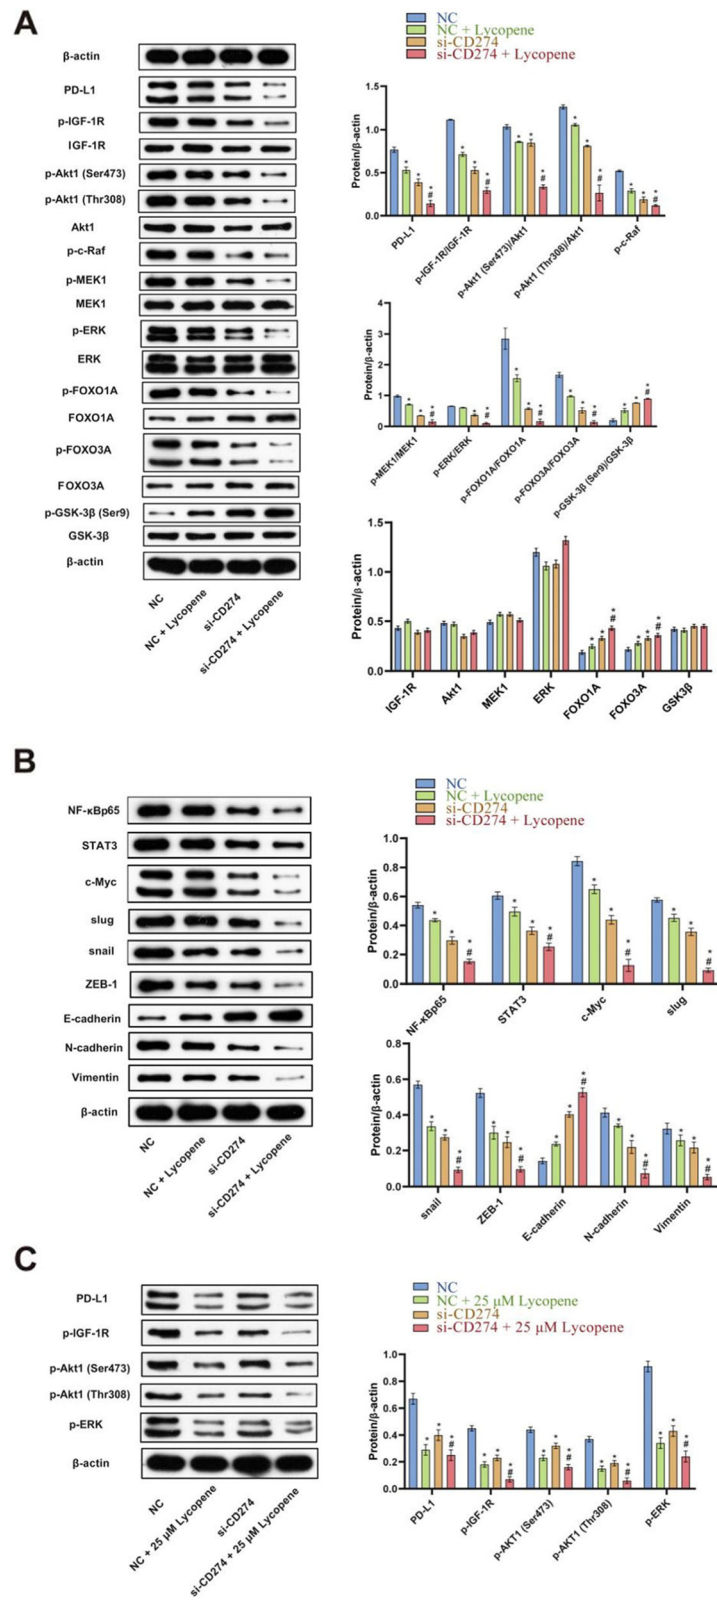 A
β-actin
PD-L1
p-IGF-1R
IGF-1R
p-Akt1 (Ser473)
p-Akt1 (Thr308)
Akt1
p-c-Raf
p-MEK1
MEK1
p-ERK
ERK
p-FOXO1A
FOXO1A
p-FOXO3A
FOXO3A
p-GSK-3β (Ser9)
GSK-3β
β-actin
NC
NC + Lycopene
si-CD274
si-CD274 + Lycopene
NC
NC + Lycopene
si-CD274
si-CD274 + Lycopene
Protein/β-actin
1.5
1.0
0.5
0.0
* * * # * * * # * * * # * * * # * * * #
PD-L1
p-IGF-1R/IGF-1R
p-Akt1 (Ser473)/Akt1
p-Akt1 (Thr308)/Akt1
p-c-Raf
Protein/β-actin
4
3
2
1
0
p-MEK1/MEK1
p-ERK/ERK
p-FOXO1A/FOXO1A
p-FOXO3A/FOXO3A
p-GSK-3β (Ser9)/GSK-3β
Protein/β-actin
1.5
1.0
0.5
0.0
* * * # * * * #
IGF-1R
Akt1
MEK1
ERK
FOXO1A
FOXO3A
GSK3β
B
NF-κBp65
STAT3
c-Myc
slug
snail
ZEB-1
E-cadherin
N-cadherin
Vimentin
β-actin
NC
NC + Lycopene
si-CD274
si-CD274 + Lycopene
NC
NC + Lycopene
si-CD274
si-CD274 + Lycopene
Protein/β-actin
1.0
0.8
0.6
0.4
0.2
0.0
* * * # * * * # * * * # * * * #
NF-κBp65
STAT3
c-Myc
slug
Protein/β-actin
0.8
0.6
0.4
0.2
0.0
* * * # * * * # * * * # * * * # * * * #
snail
ZEB-1
E-cadherin
N-cadherin
Vimentin
C
PD-L1
p-IGF-1R
p-Akt1 (Ser473)
p-Akt1 (Thr308)
p-ERK
β-actin
NC
NC + 25 μM Lycopene
si-CD274
si-CD274 + 25 μM Lycopene
NC
NC + 25 μM Lycopene
si-CD274
si-CD274 + 25 μM Lycopene
Protein/β-actin
1.0
0.8
0.6
0.4
0.2
0.0
* * * # * * * # * * * # * * * # * * * #
PD-L1
p-IGF-1R
p-AKT1 (Ser473)
p-AKT1 (Thr308)
p-ERK